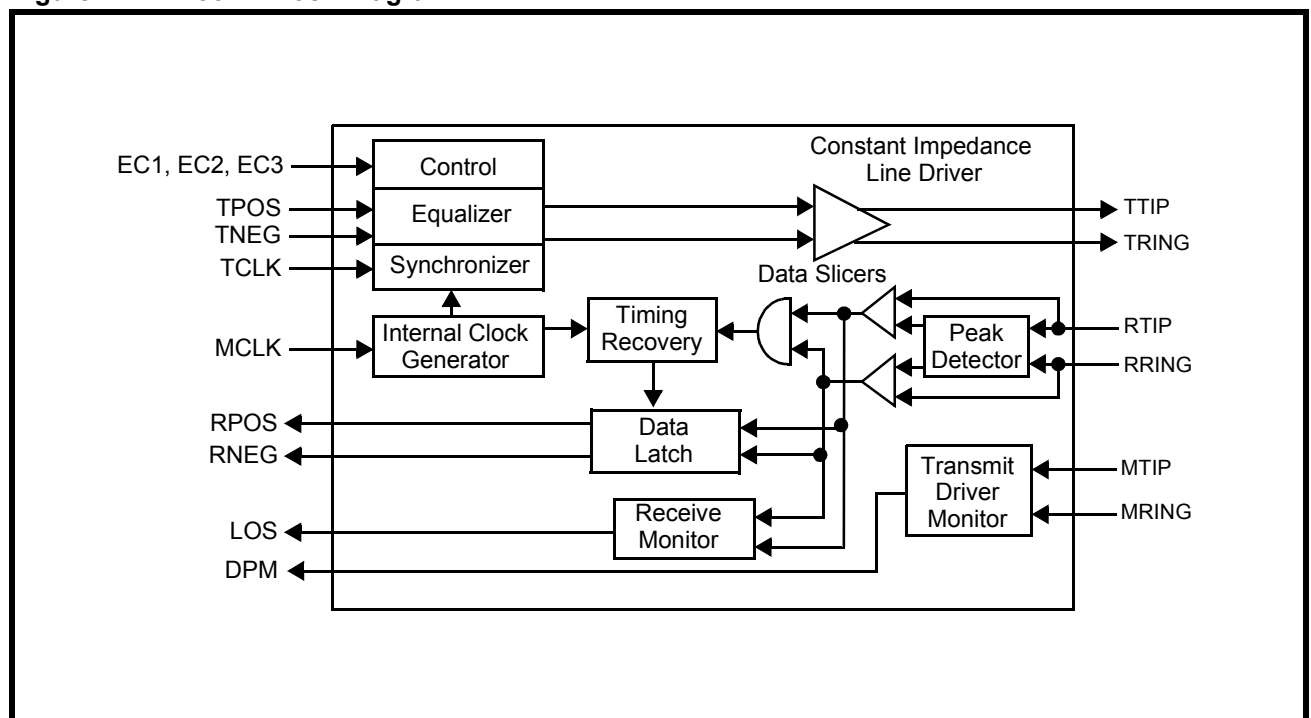 EC1, EC2, EC3
Control
Constant Impedance
Line Driver
TPOS
Equalizer
TTIP
TNEG
TRING
TCLK
Synchronizer
Data Slicers
MCLK
Internal Clock
Generator
Timing
Recovery
Peak
Detector
RTIP
RRING
RPOS
RNEG
Data
Latch
Transmit
Driver
Monitor
MTIP
MRING
LOS
Receive
Monitor
DPM